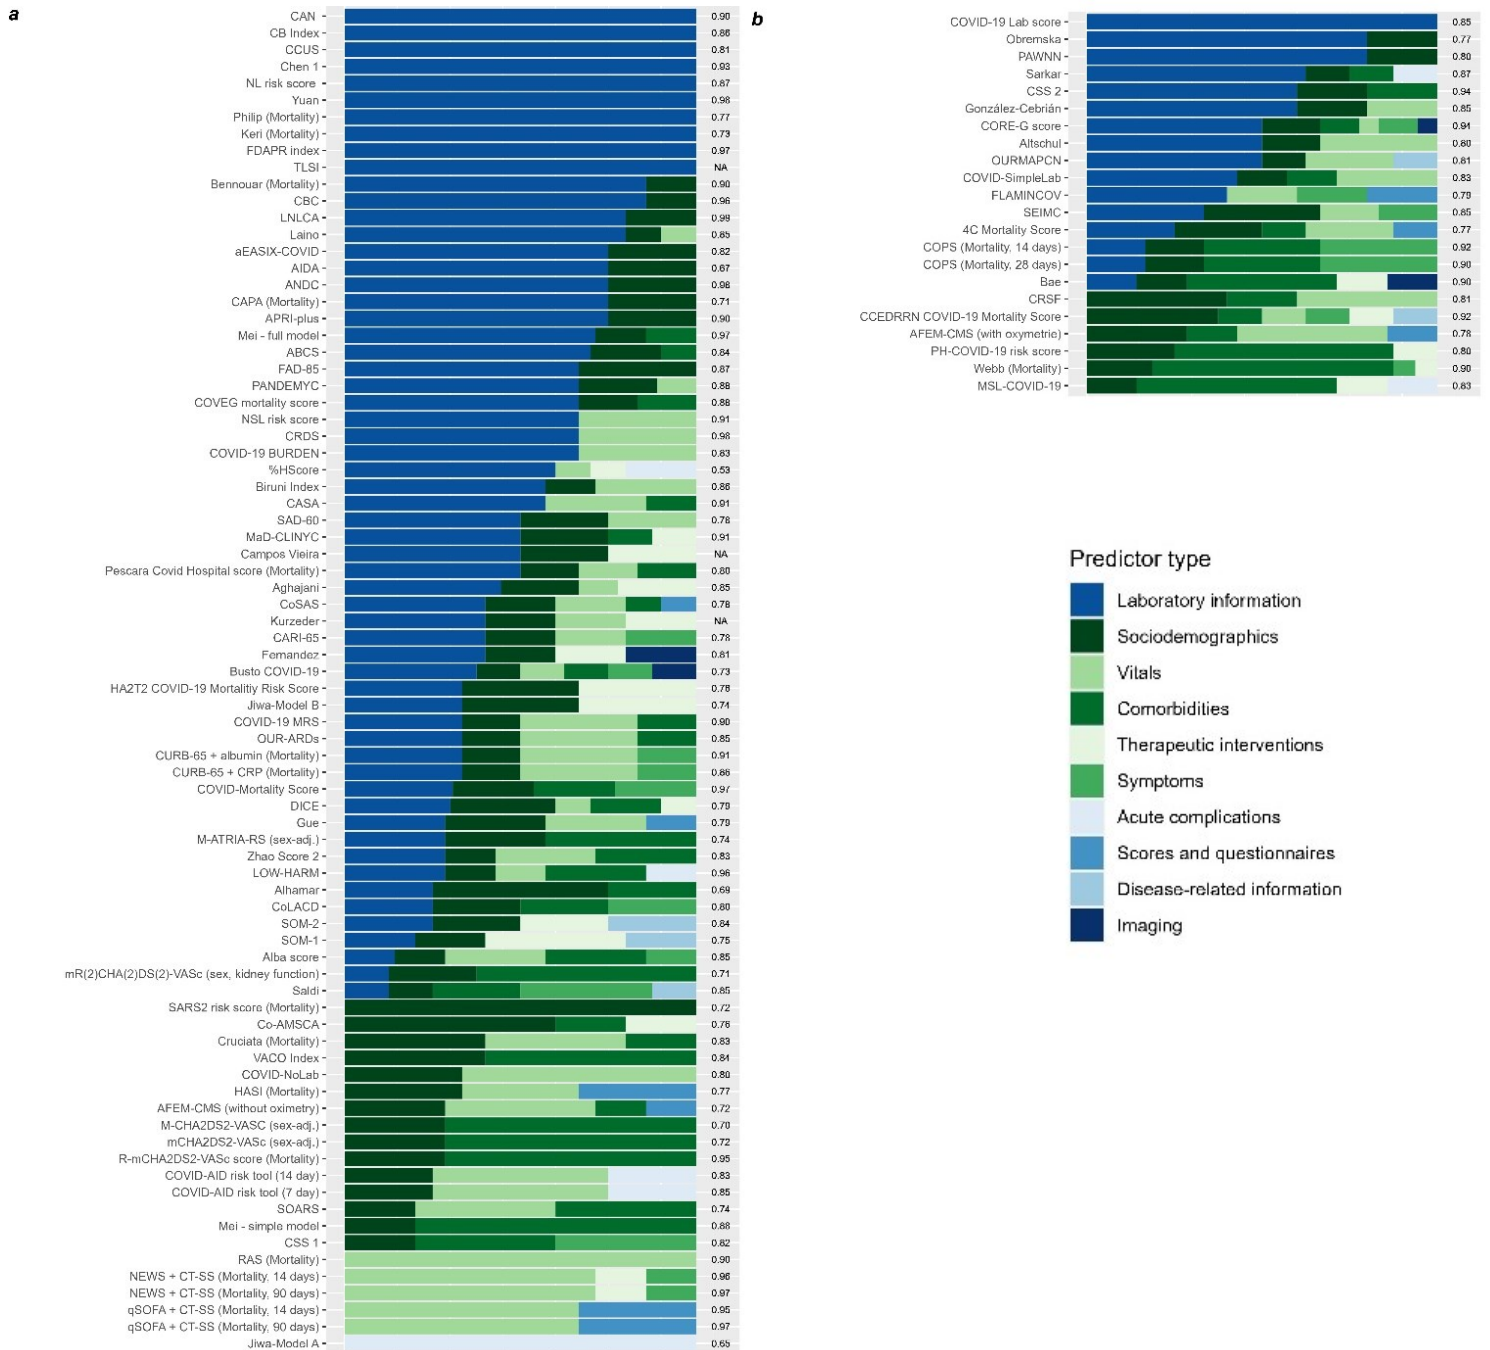 a
CAN 0.90
CB Index 0.86
CCUS 0.81
Chen 1 0.93
NL risk score 0.87
Yuan 0.98
Philip (Mortality) 0.77
Keri (Mortality) 0.73
FDAPR index 0.97
TLSI NA
Bennouar (Mortality) 0.90
CBC 0.96
LNLCA 0.99
Laino 0.85
aEASIX-COVID 0.82
AIDA 0.67
ANDC 0.98
CAPA (Mortality) 0.71
APRI-plus 0.90
Mei - full model 0.97
ABCS 0.84
FAD-85 0.87
PANDEMYC 0.88
COVEG mortality score 0.88
NSL risk score 0.91
CRDS 0.98
COVID-19 BURDEN 0.83
%HScore 0.53
Biruni Index 0.86
CASA 0.91
SAD-60 0.78
MaD-CLINYC 0.91
Campos Vieira NA
Pescara Covid Hospital score (Mortality) 0.80
Aghajani 0.85
CoSAS 0.78
Kurzeder NA
CARI-65 0.78
Fernandez 0.81
Busto COVID-19 0.73
HA2T2 COVID-19 Mortalitiy Risk Score 0.78
Jiwa-Model B 0.74
COVID-19 MRS 0.90
OUR-ARDs 0.85
CURB-65 + albumin (Mortality) 0.91
CURB-65 + CRP (Mortality) 0.86
COVID-Mortality Score 0.97
DICE 0.79
Gue 0.79
M-ATRIA-RS (sex-adj.) 0.74
Zhao Score 2 0.83
LOW-HARM 0.96
Alhamar 0.69
CoLACD 0.80
SOM-2 0.84
SOM-1 0.75
Alba score 0.85
mR(2)CHA(2)DS(2)-VASc (sex, kidney function) 0.71
Saldi 0.85
SARS2 risk score (Mortality) 0.72
Co-AMSCA 0.76
Cruciata (Mortality) 0.83
VACO Index 0.84
COVID-NoLab 0.80
HASI (Mortality) 0.77
AFEM-CMS (without oximetry) 0.72
M-CHA2DS2-VASC (sex-adj.) 0.70
mCHA2DS2-VASc (sex-adj.) 0.72
R-mCHA2DS2-VASc score (Mortality) 0.95
COVID-AID risk tool (14 day) 0.83
COVID-AID risk tool (7 day) 0.85
SOARS 0.74
Mei - simple model 0.88
CSS 1 0.82
RAS (Mortality) 0.90
NEWS + CT-SS (Mortality, 14 days) 0.96
NEWS + CT-SS (Mortality, 90 days) 0.97
qSOFA + CT-SS (Mortality, 14 days) 0.95
qSOFA + CT-SS (Mortality, 90 days) 0.97
Jiwa-Model A 0.65
b
COVID-19 Lab score 0.85
Obremska 0.77
PAWNN 0.80
Sarkar 0.87
CSS 2 0.94
González-Cebrián 0.85
CORE-G score 0.94
Altschul 0.80
OURMAPCN 0.81
COVID-SimpleLab 0.83
FLAMINCOV 0.79
SEIMC 0.85
4C Mortality Score 0.77
COPS (Mortality, 14 days) 0.92
COPS (Mortality, 28 days) 0.90
Bae 0.90
CRSF 0.81
CCEDRRN COVID-19 Mortality Score 0.92
AFEM-CMS (with oxymetrie) 0.78
PH-COVID-19 risk score 0.80
Webb (Mortality) 0.90
MSL-COVID-19 0.83
Predictor type
Laboratory information
Sociodemographics
Vitals
Comorbidities
Therapeutic interventions
Symptoms
Acute complications
Scores and questionnaires
Disease-related information
Imaging